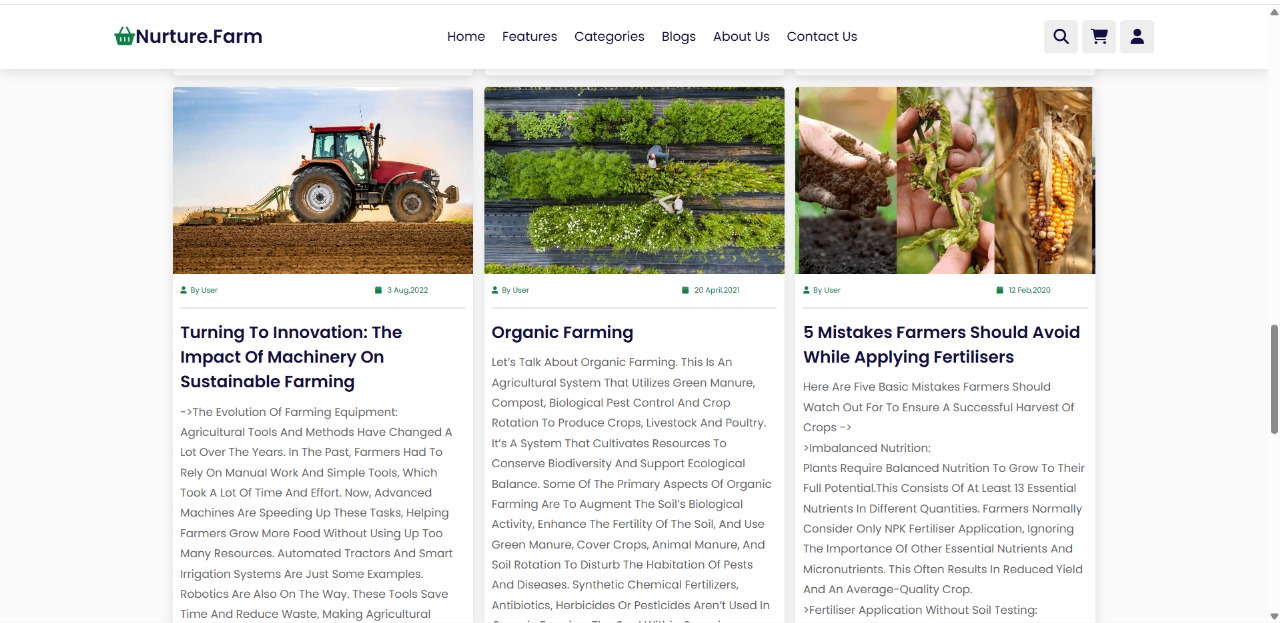 Nurture.Farm
Home Features Categories Blogs About Us Contact Us
By User 3 Aug,2022
Turning To Innovation: The
Impact Of Machinery On
Sustainable Farming
->The Evolution Of Farming Equipment:
Agricultural Tools And Methods Have Changed A
Lot Over The Years. In The Past, Farmers Had To
Rely On Manual Work And Simple Tools, Which
Took A Lot Of Time And Effort. Now, Advanced
Machines Are Speeding Up These Tasks, Helping
Farmers Grow More Food Without Using Up Too
Many Resources. Automated Tractors And Smart
Irrigation Systems Are Just Some Examples.
Robotics Are Also On The Way. These Tools Save
Time And Reduce Waste, Making Agricultural
By User 20 April,2021
Organic Farming
Let's Talk About Organic Farming. This Is An
Agricultural System That Utilizes Green Manure,
Compost, Biological Pest Control And Crop
Rotation To Produce Crops, Livestock And Poultry.
It's A System That Cultivates Resources To
Conserve Biodiversity And Support Ecological
Balance. Some Of The Primary Aspects Of Organic
Farming Are To Augment The Soil's Biological
Activity, Enhance The Fertility Of The Soil, And Use
Green Manure, Cover Crops, Animal Manure, And
Soil Rotation To Disturb The Habitation Of Pests
And Diseases. Synthetic Chemical Fertilizers,
Antibiotics, Herbicides Or Pesticides Aren't Used In
By User 12 Feb,2020
5 Mistakes Farmers Should Avoid
While Applying Fertilisers
Here Are Five Basic Mistakes Farmers Should
Watch Out For To Ensure A Successful Harvest Of
Crops ->
>Imbalanced Nutrition:
Plants Require Balanced Nutrition To Grow To Their
Full Potential.This Consists Of At Least 13 Essential
Nutrients In Different Quantities. Farmers Normally
Consider Only NPK Fertiliser Application, Ignoring
The Importance Of Other Essential Nutrients And
Micronutrients. This Often Results In Reduced Yield
And An Average-Quality Crop.
>Fertiliser Application Without Soil Testing: